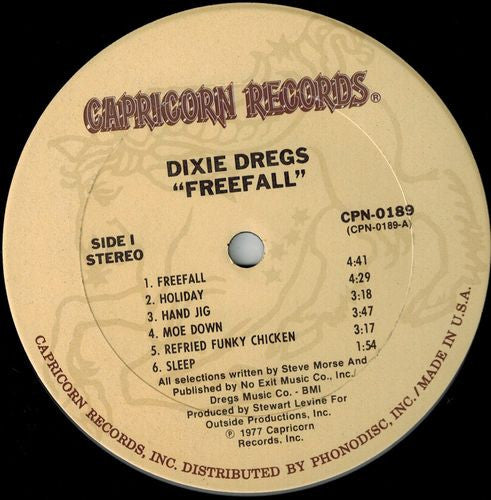 CAPRICORN RECORDS®
DIXIE DREGS
"FREEFALL"
SIDE I
STEREO
CPN-0189
(CPN-0189-A)
1. FREEFALL 4:41
2. HOLIDAY 4:29
3. HAND JIG 3:18
4. MOE DOWN 3:47
5. REFRIED FUNKY CHICKEN 3:17
6. SLEEP 1:54
All selections written by Steve Morse And
Published by No Exit Music Co., Inc./
Dregs Music Co. - BMI
Produced by Stewart Levine For
Outside Productions, Inc.
℗ 1977 Capricorn
Records, Inc.
CAPRICORN RECORDS, INC. DISTRIBUTED BY PHONODISC, INC./MADE IN U.S.A.